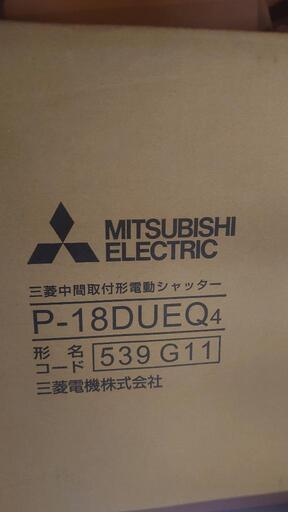 MITSUBISHI
ELECTRIC
三菱中間取付形電動シャッター
P-18DUEQ4
形名
コード 539 G11
三菱電機株式会社